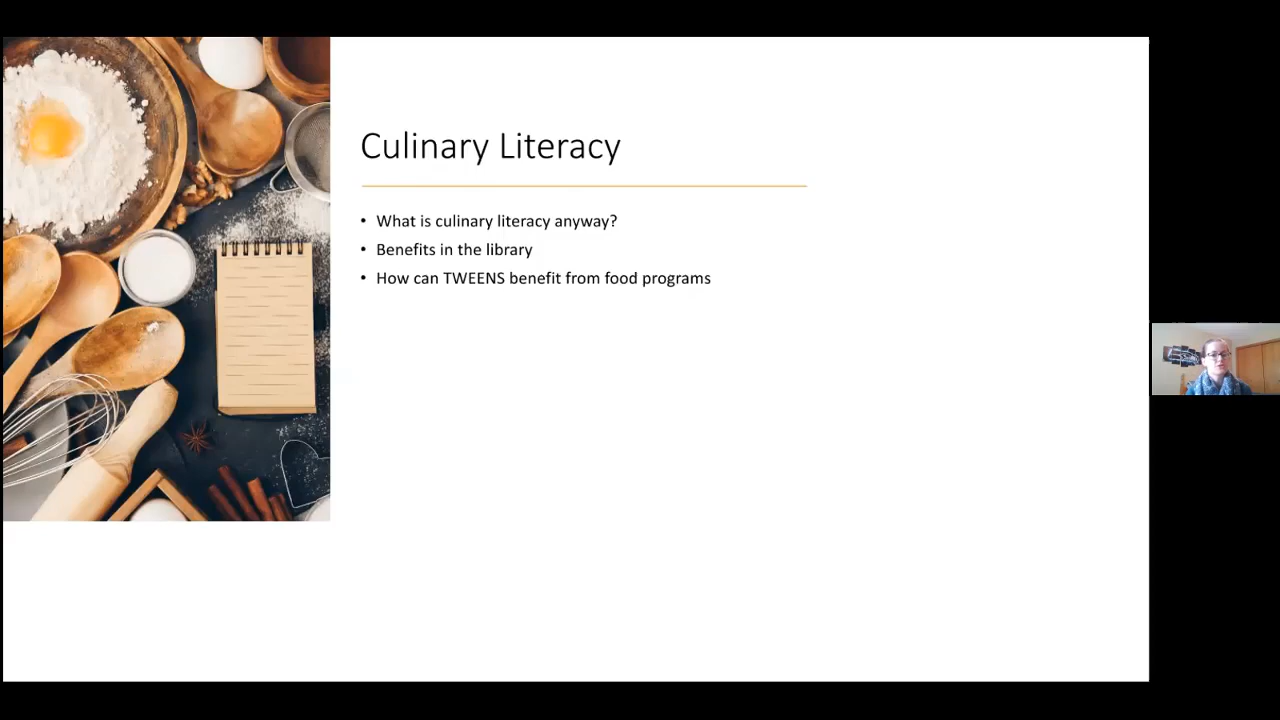 Culinary Literacy
• What is culinary literacy anyway?
• Benefits in the library
• How can TWEENS benefit from food programs